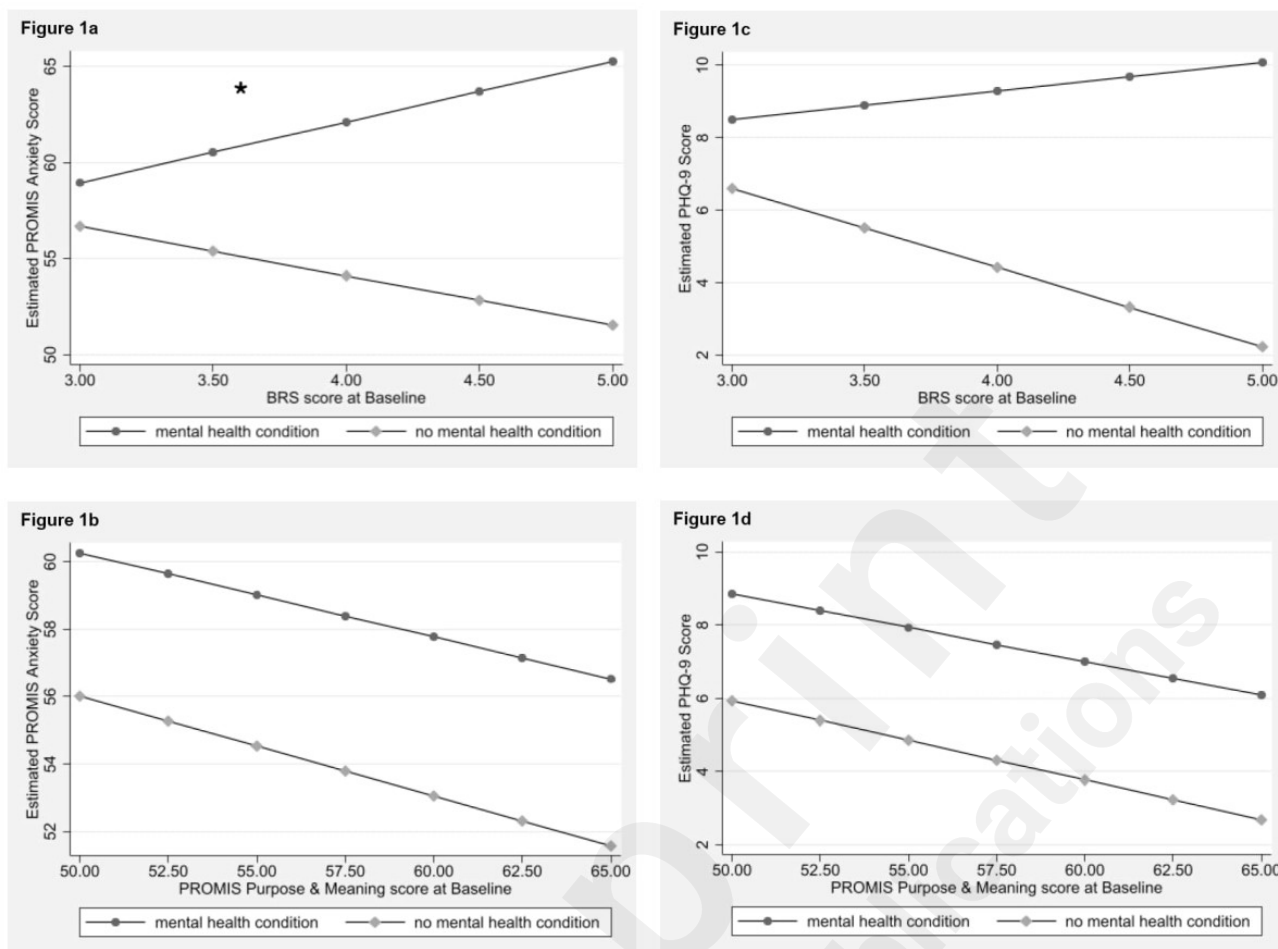 Figure 1a
65
60
55
50
Estimated PROMIS Anxiety Score
*
3.00 3.50 4.00 4.50 5.00
BRS score at Baseline
mental health condition no mental health condition
Figure 1c
10
8
6
4
2
Estimated PHQ-9 Score
3.00 3.50 4.00 4.50 5.00
BRS score at Baseline
mental health condition no mental health condition
Figure 1b
60
58
56
54
52
Estimated PROMIS Anxiety Score
50.00 52.50 55.00 57.50 60.00 62.50 65.00
PROMIS Purpose & Meaning score at Baseline
mental health condition no mental health condition
Figure 1d
10
8
6
4
2
Estimated PHQ-9 Score
50.00 52.50 55.00 57.50 60.00 62.50 65.00
PROMIS Purpose & Meaning score at Baseline
mental health condition no mental health condition